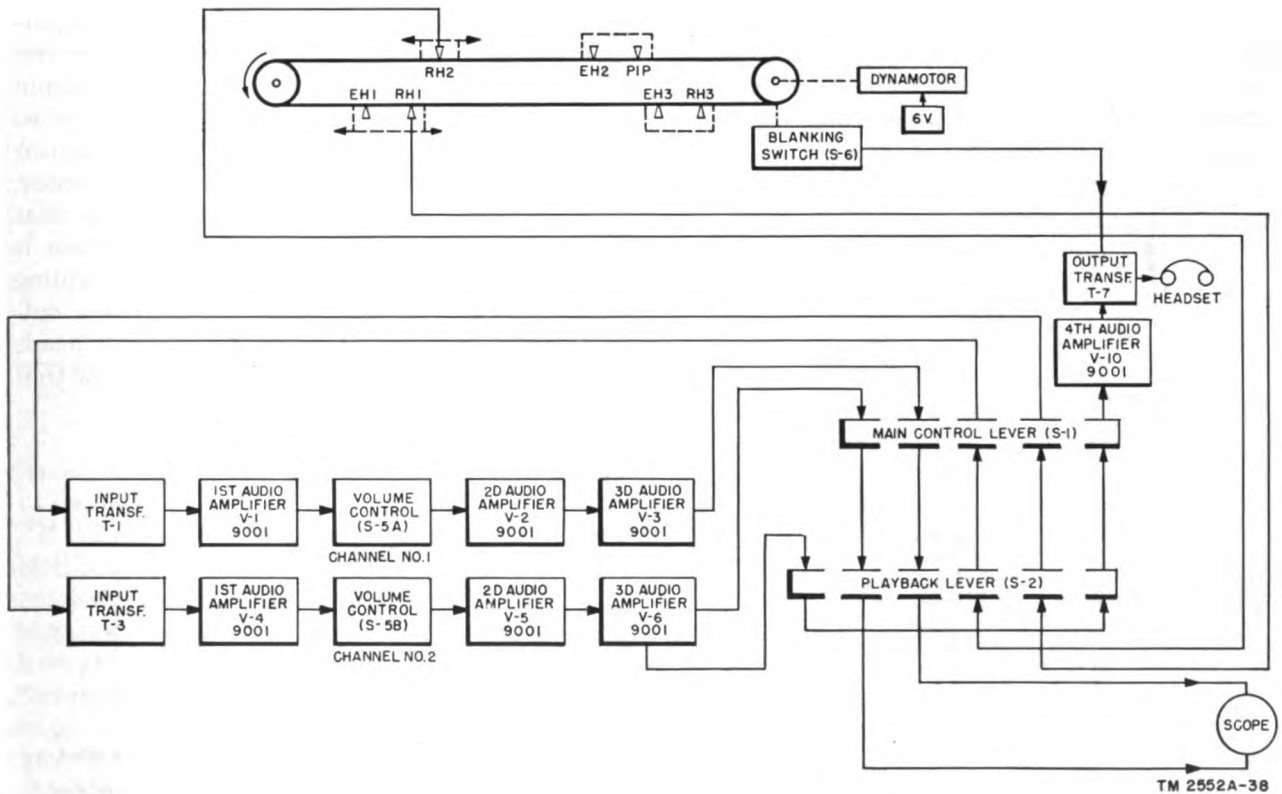 RH2
EH2 PIP
EH1 RH1
EH3 RH3
DYNAMOTOR
6V.
BLANKING
SWITCH (S-6)
OUTPUT
TRANSF.
T-7
HEADSET
4TH AUDIO
AMPLIFIER
V-10
9001
MAIN CONTROL LEVER (S-1)
INPUT
TRANSF.
T-1
1ST AUDIO
AMPLIFIER
V-1
9001
VOLUME
CONTROL
(S-5A)
2D AUDIO
AMPLIFIER
V-2
9001
3D AUDIO
AMPLIFIER
V-3
9001
CHANNEL NO.1
PLAYBACK LEVER (S-2)
INPUT
TRANSF.
T-3
1ST AUDIO
AMPLIFIER
V-4
9001
VOLUME
CONTROL
(S-5B)
2D AUDIO
AMPLIFIER
V-5
9001
3D AUDIO
AMPLIFIER
V-6
9001
CHANNEL NO.2
SCOPE
TM 2552A-38